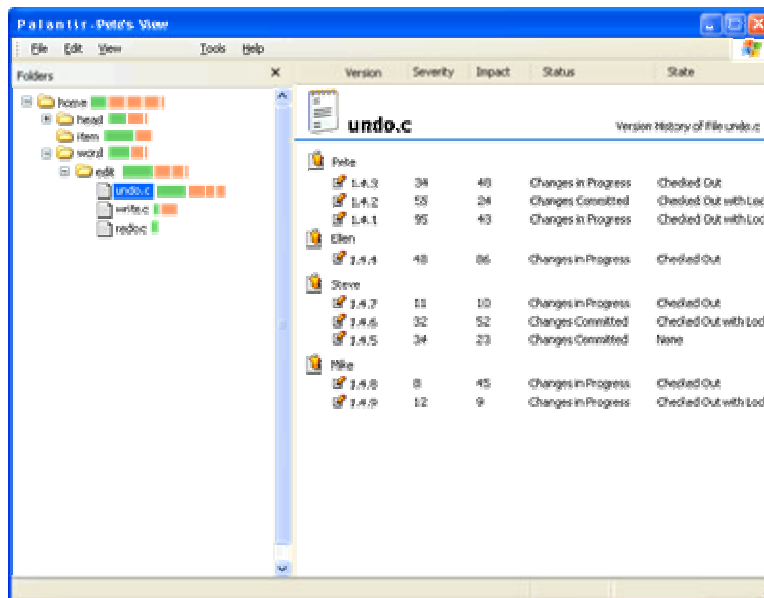 Palantir-Pete's View
File Edit View Tools Help
Folders Version Severity Impact Status State
home
head
item
word
edit
undo.c
write.c
redo.c
undo.c Version History of File undo.c
Pete
1.4.3 34 48 Changes in Progress Checked Out
1.4.2 55 24 Changes Committed Checked Out with Loc
1.4.1 95 43 Changes in Progress Checked Out with Loc
Ellen
1.4.4 48 86 Changes in Progress Checked Out
Steve
1.4.7 11 10 Changes in Progress Checked Out
1.4.6 32 52 Changes Committed Checked Out with Loc
1.4.5 34 23 Changes Committed None
Mike
1.4.8 8 45 Changes in Progress Checked Out
1.4.9 12 9 Changes in Progress Checked Out with Loc